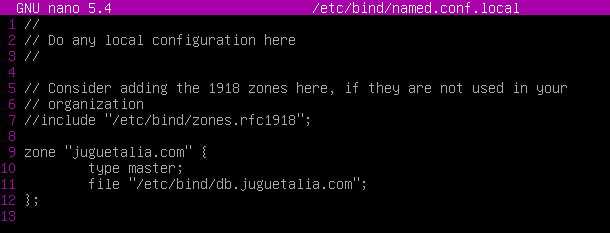 GNU nano 5.4 /etc/bind/named.conf.local
1 //
2 // Do any local configuration here
3 //
4
5 // Consider adding the 1918 zones here, if they are not used in your
6 // organization
7 //include "/etc/bind/zones.rfc1918";
8
9 zone "juguetalia.com" {
10 type master;
11 file "/etc/bind/db.juguetalia.com";
12 };
13